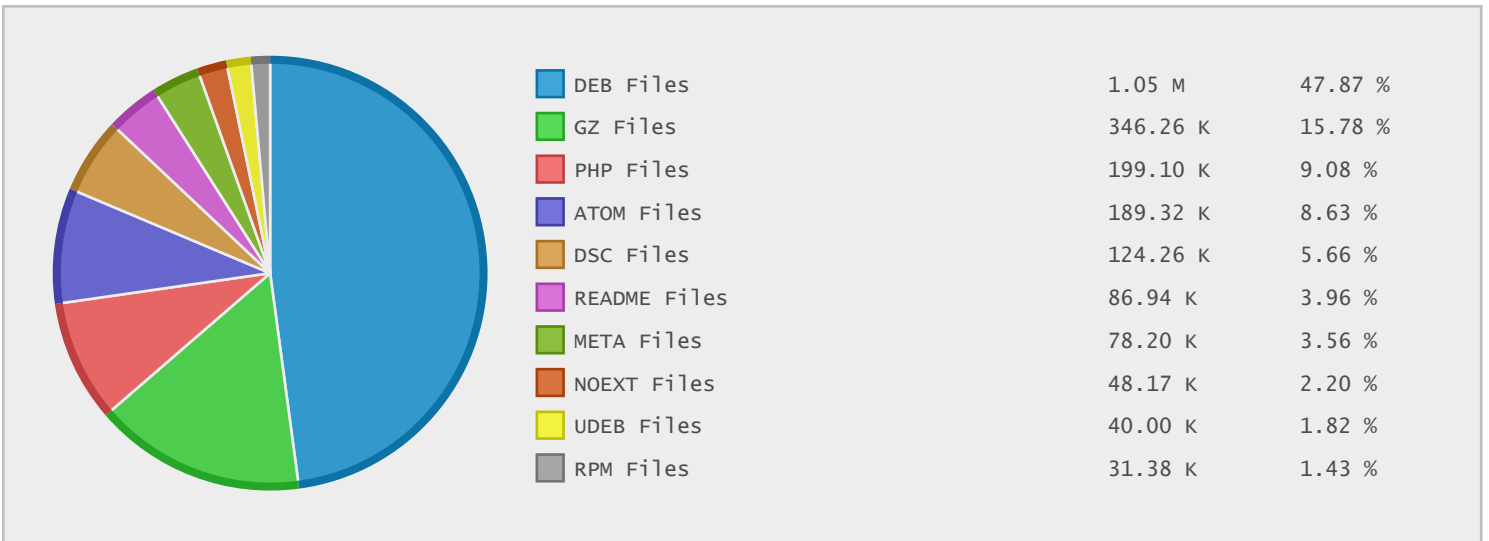 DEB Files 1.05 M 47.87 %
GZ Files 346.26 K 15.78 %
PHP Files 199.10 K 9.08 %
ATOM Files 189.32 K 8.63 %
DSC Files 124.26 K 5.66 %
README Files 86.94 K 3.96 %
META Files 78.20 K 3.56 %
NOEXT Files 48.17 K 2.20 %
UDEB Files 40.00 K 1.82 %
RPM Files 31.38 K 1.43 %